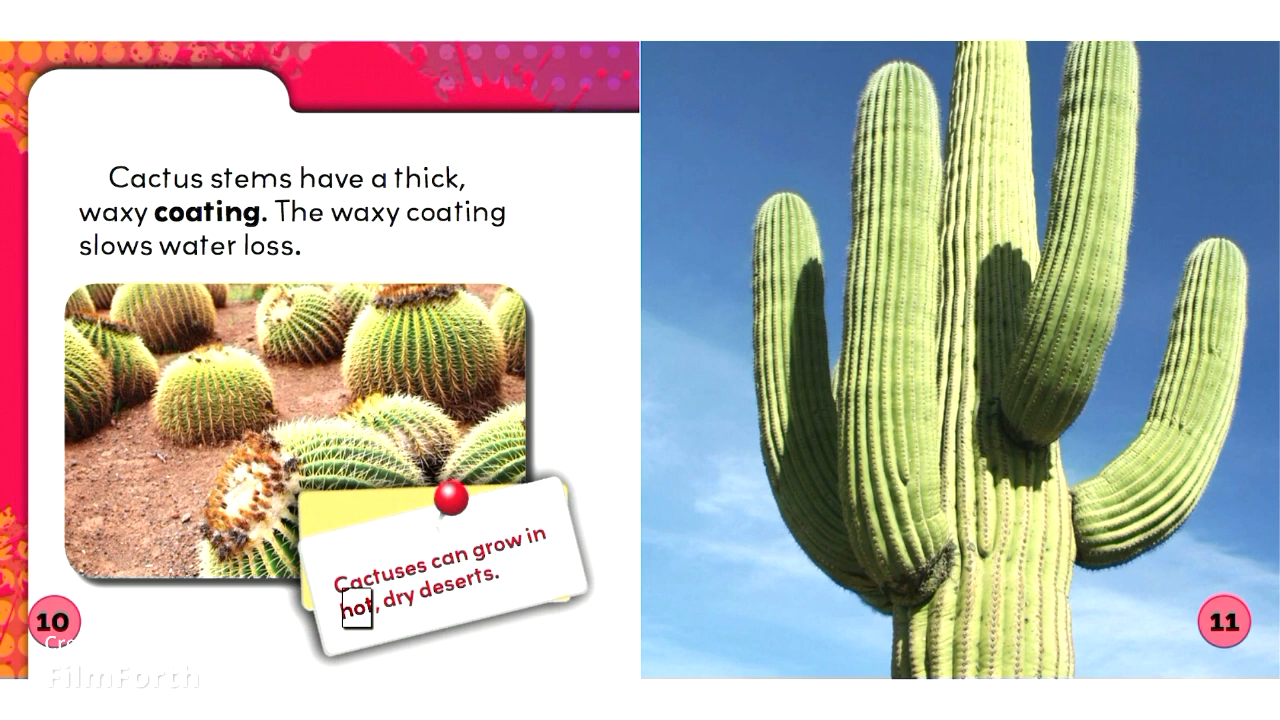 Cactus stems have a thick,
waxy coating. The waxy coating
slows water loss.
Cactuses can grow in
hot, dry deserts.
10
FilmForth
11